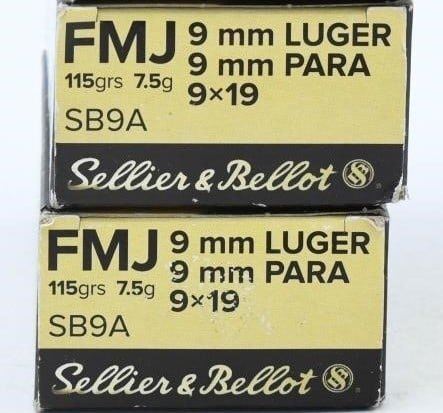 FMJ 9 mm LUGER
9 mm PARA
115grs 7.5g
9×19
SB9A
Sellier & Bellot
FMJ 9 mm LUGER
9 mm PARA
115grs 7.5g
9×19
SB9A
Sellier & Bellot